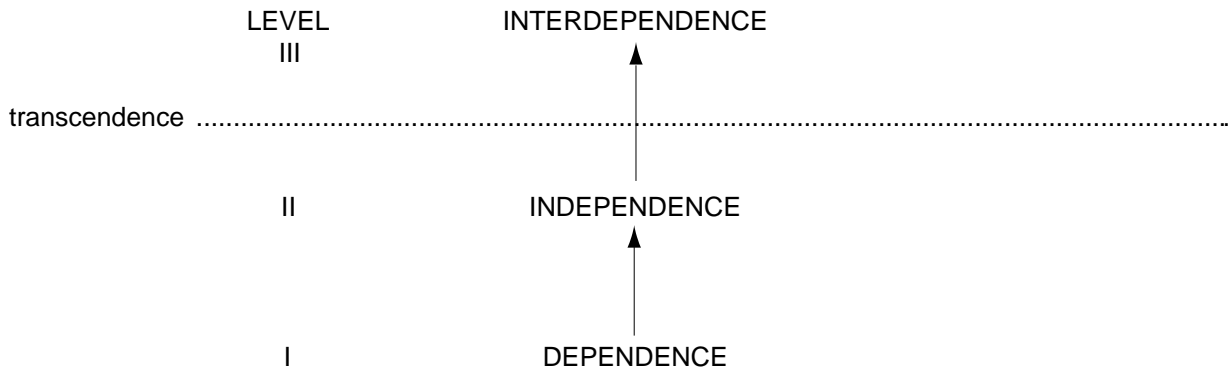 LEVEL INTERDEPENDENCE
III
transcendence
II INDEPENDENCE
I DEPENDENCE